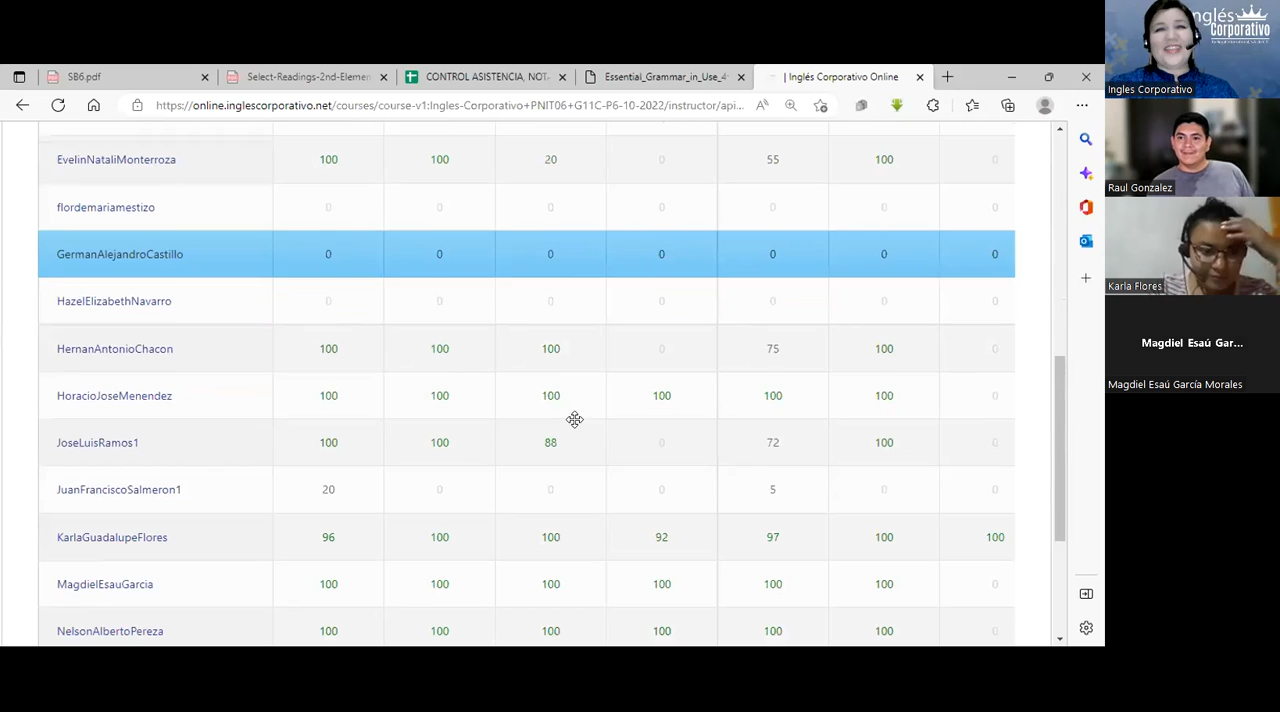 SB6.pdf
Select-Readings-2nd-Elemen
CONTROL ASISTENCIA, NOT
Essential_Grammar_in_Use_4
| Inglés Corporativo Online
https://online.inglescorporativo.net/courses/course-v1:Ingles-Corporativo+PNIT06+G11C-P6-10-2022/instructor/api...
EvelinNataliMonterroza 100 100 20 0 55 100 0
flordemariamestizo 0 0 0 0 0 0 0
GermanAlejandroCastillo 0 0 0 0 0 0 0
HazelElizabethNavarro 0 0 0 0 0 0 0
HernanAntonioChacon 100 100 100 0 75 100 0
HoracioJoseMenendez 100 100 100 100 100 100 0
JoseLuisRamos1 100 100 88 0 72 100 0
JuanFranciscoSalmeron1 20 0 0 0 5 0 0
KarlaGuadalupeFlores 96 100 100 92 97 100 100
MagdielEsauGarcia 100 100 100 100 100 100 0
NelsonAlbertoPereza 100 100 100 100 100 100 0
nglés
Corporativo
Ingles Corporativo
Raul Gonzalez
Karla Flores
Magdiel Esaú Gar...
Magdiel Esaú García Morales